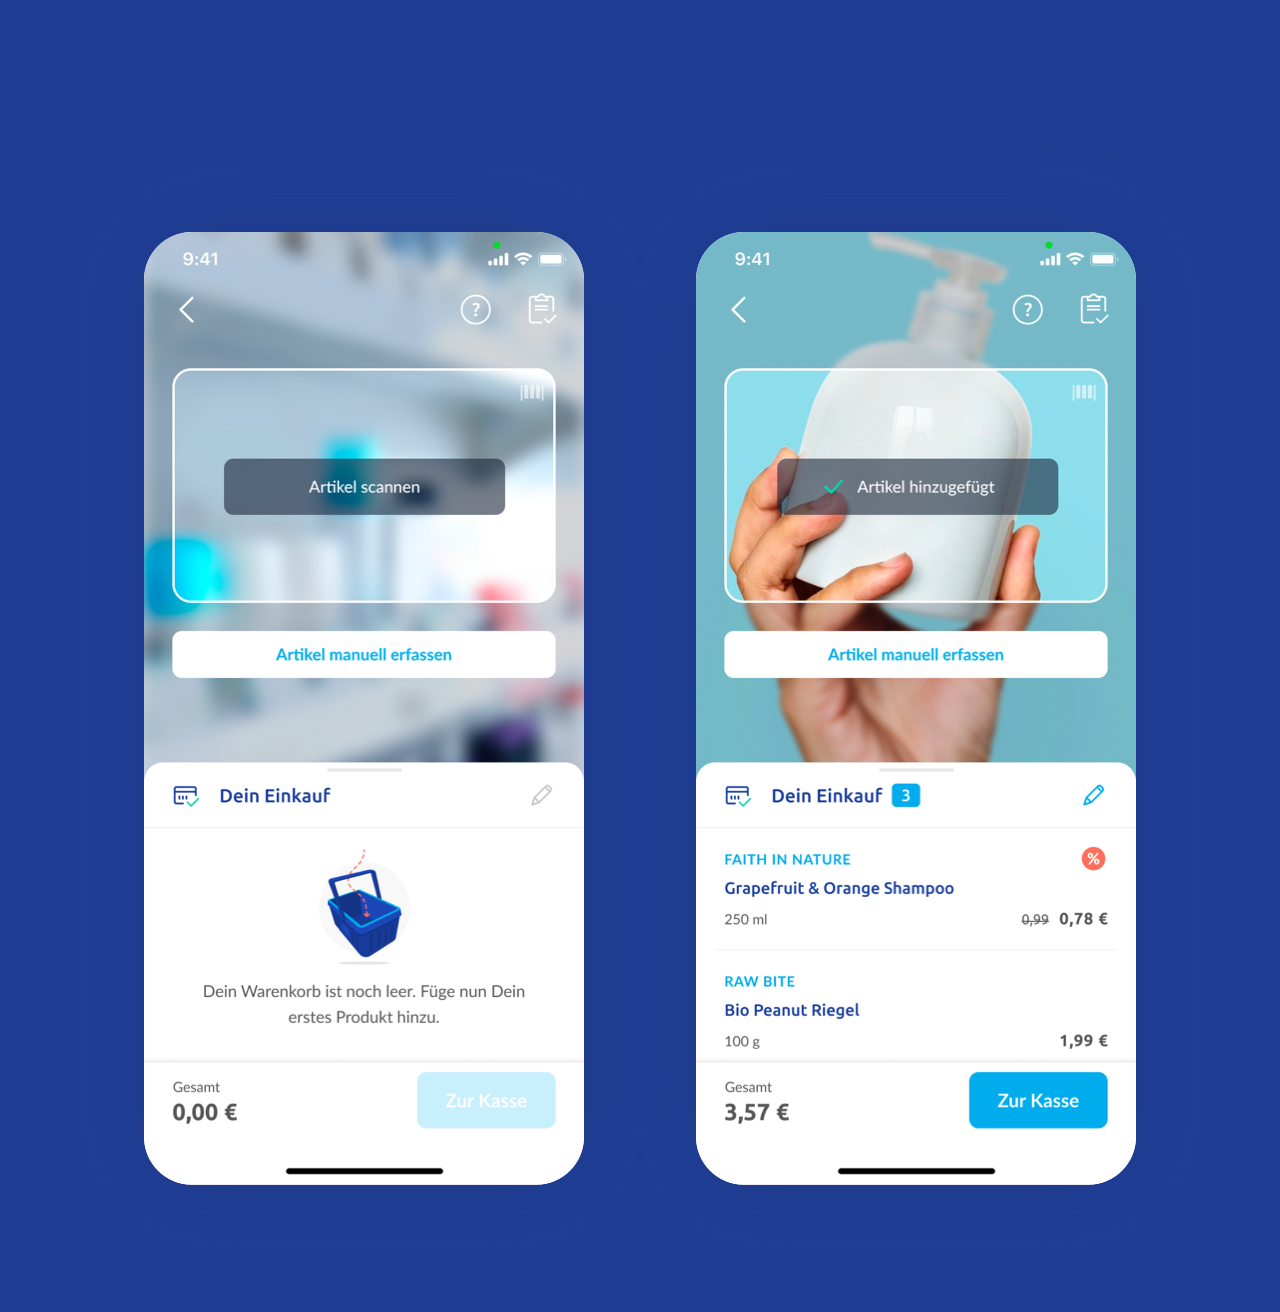 9:41
?
Artikel scannen
Artikel manuell erfassen
Dein Einkauf
Dein Warenkorb ist noch leer. Füge nun Dein
erstes Produkt hinzu.
Gesamt
0,00 €
Zur Kasse
9:41
?
Artikel hinzugefügt
Artikel manuell erfassen
Dein Einkauf 3
FAITH IN NATURE %
Grapefruit & Orange Shampoo
250 ml 0,99 0,78 €
RAW BITE
Bio Peanut Riegel
100 g 1,99 €
Gesamt
3,57 €
Zur Kasse